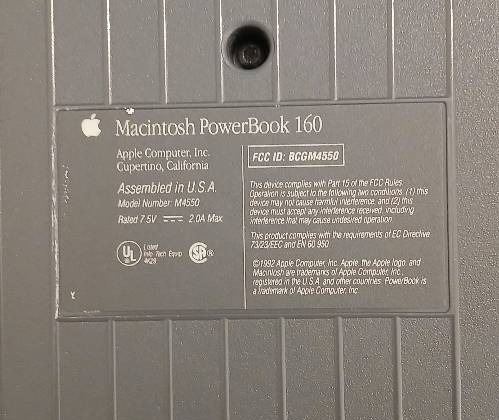 Macintosh PowerBook 160
Apple Computer, Inc.
Cupertino, California
Assembled in U.S.A.
Model Number: M4550
Rated 7.5V 2.0A Max
UL
Listed
Info Tech Equip
4K29
SA
FCC ID: BCGM4550
This device complies with Part 15 of the FCC Rules.
Operation is subject to the following two conditions: (1) this
device may not cause harmful interference, and (2) this
device must accept any interference received, including
interference that may cause undesired operation.
This product complies with the requirements of EC Directive
73/23/EEC and EN 60 950
©1992 Apple Computer, Inc. Apple, the Apple logo, and
Macintosh are trademarks of Apple Computer, Inc.,
registered in the U.S.A. and other countries. PowerBook is
a trademark of Apple Computer, Inc.